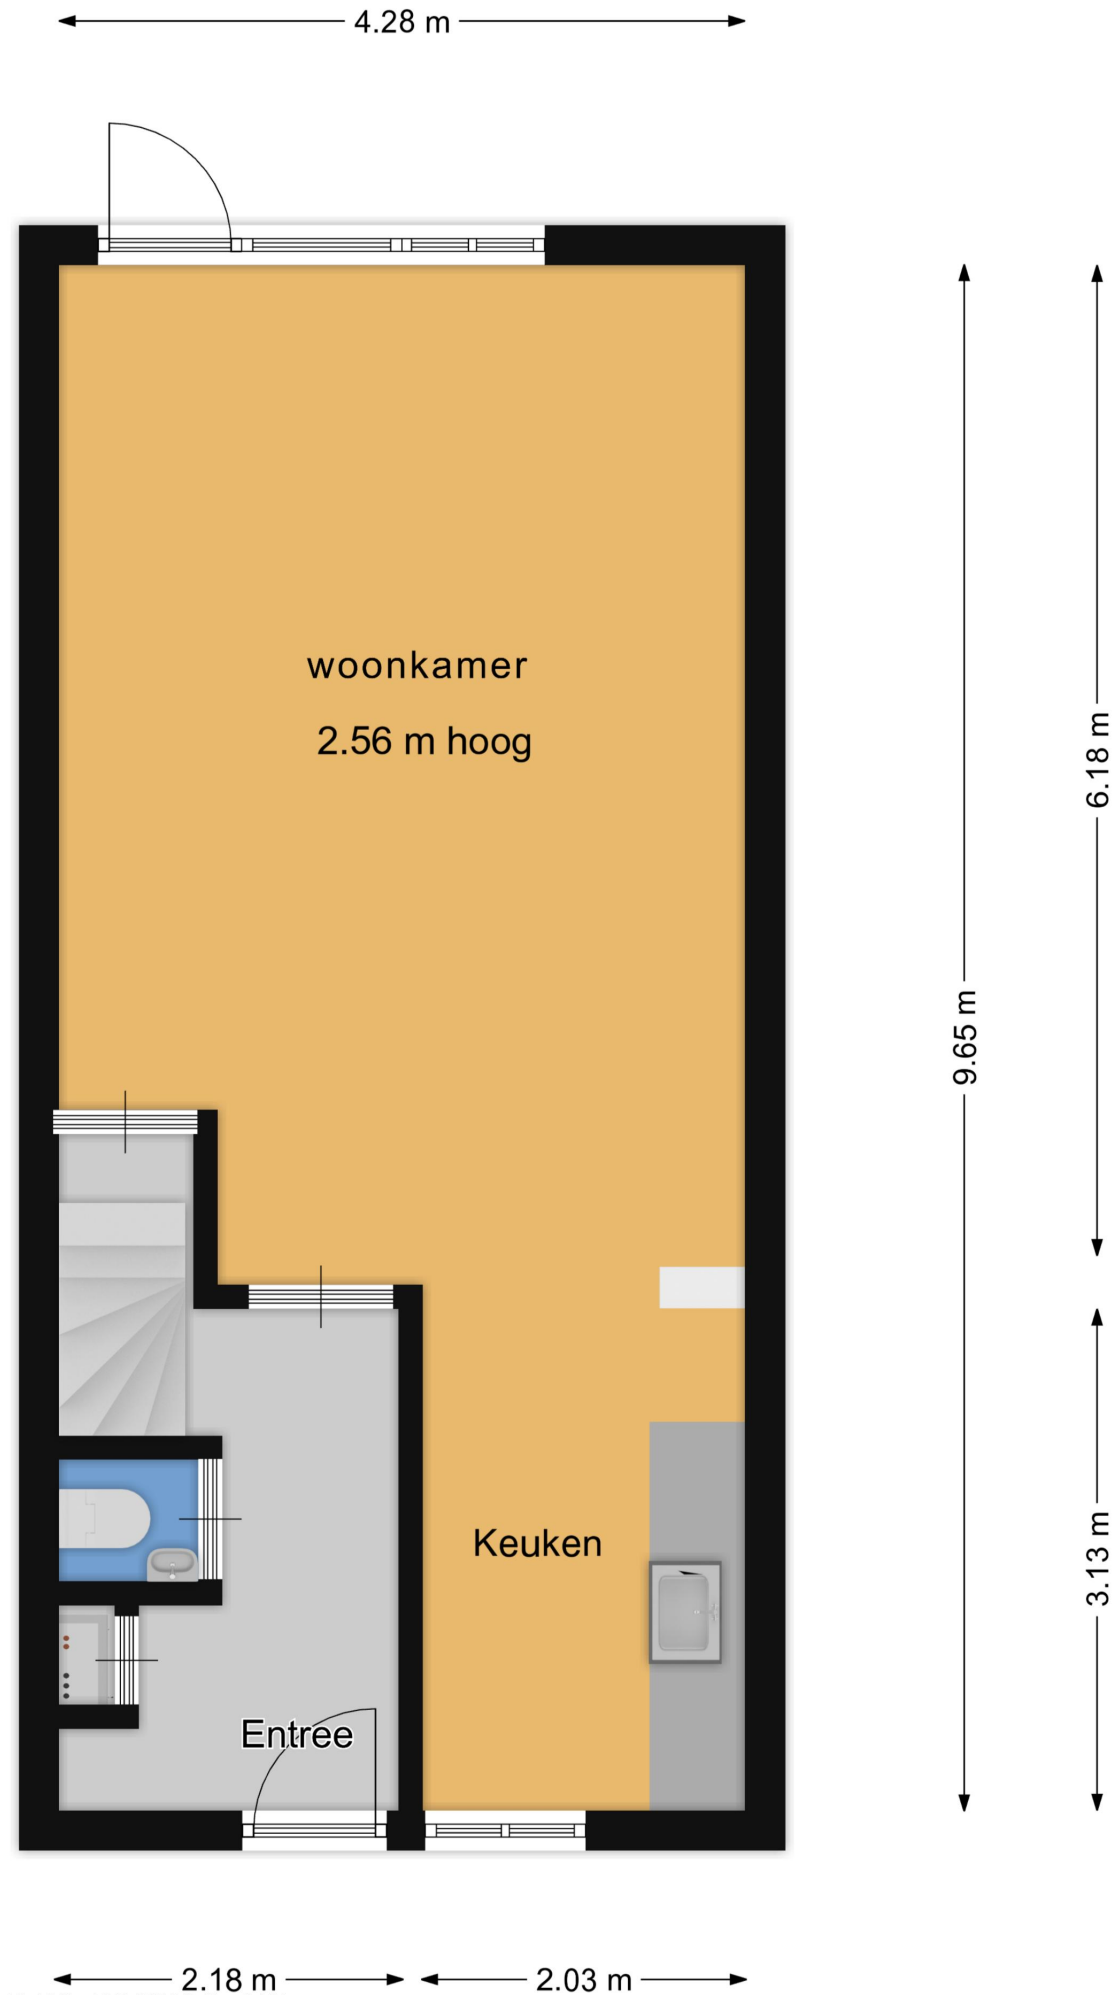 4.28 m
woonkamer
2.56 m hoog
6.18 m
9.65 m
3.13 m
Keuken
Entree
2.18 m
2.03 m